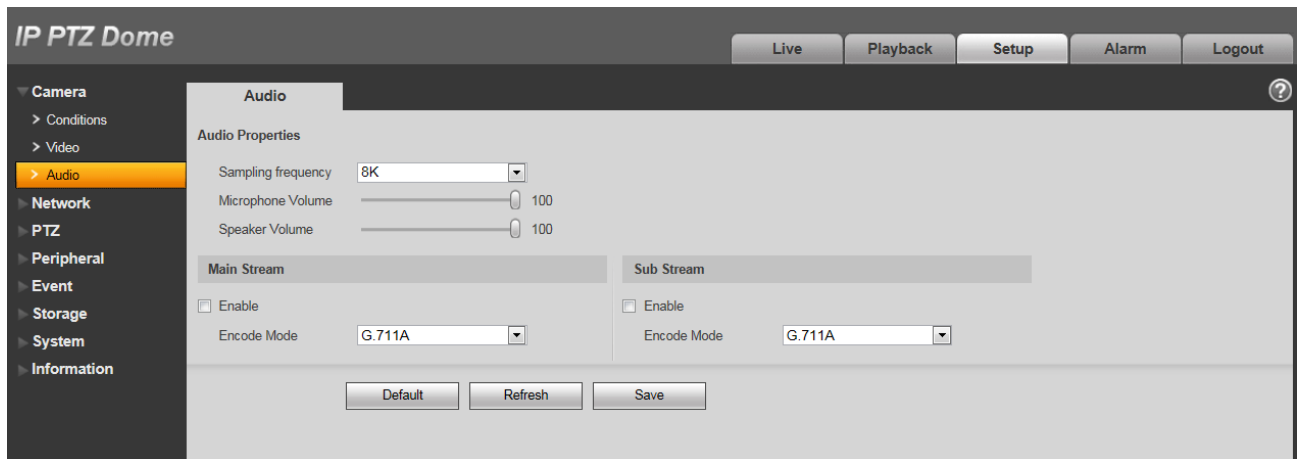 IP PTZ Dome
Live Playback Setup Alarm Logout
Camera
> Conditions
> Video
> Audio
Network
PTZ
Peripheral
Event
Storage
System
Information
Audio
?
Audio Properties
Sampling frequency 8K
Microphone Volume 100
Speaker Volume 100
Main Stream
Enable
Encode Mode G.711A
Sub Stream
Enable
Encode Mode G.711A
Default Refresh Save